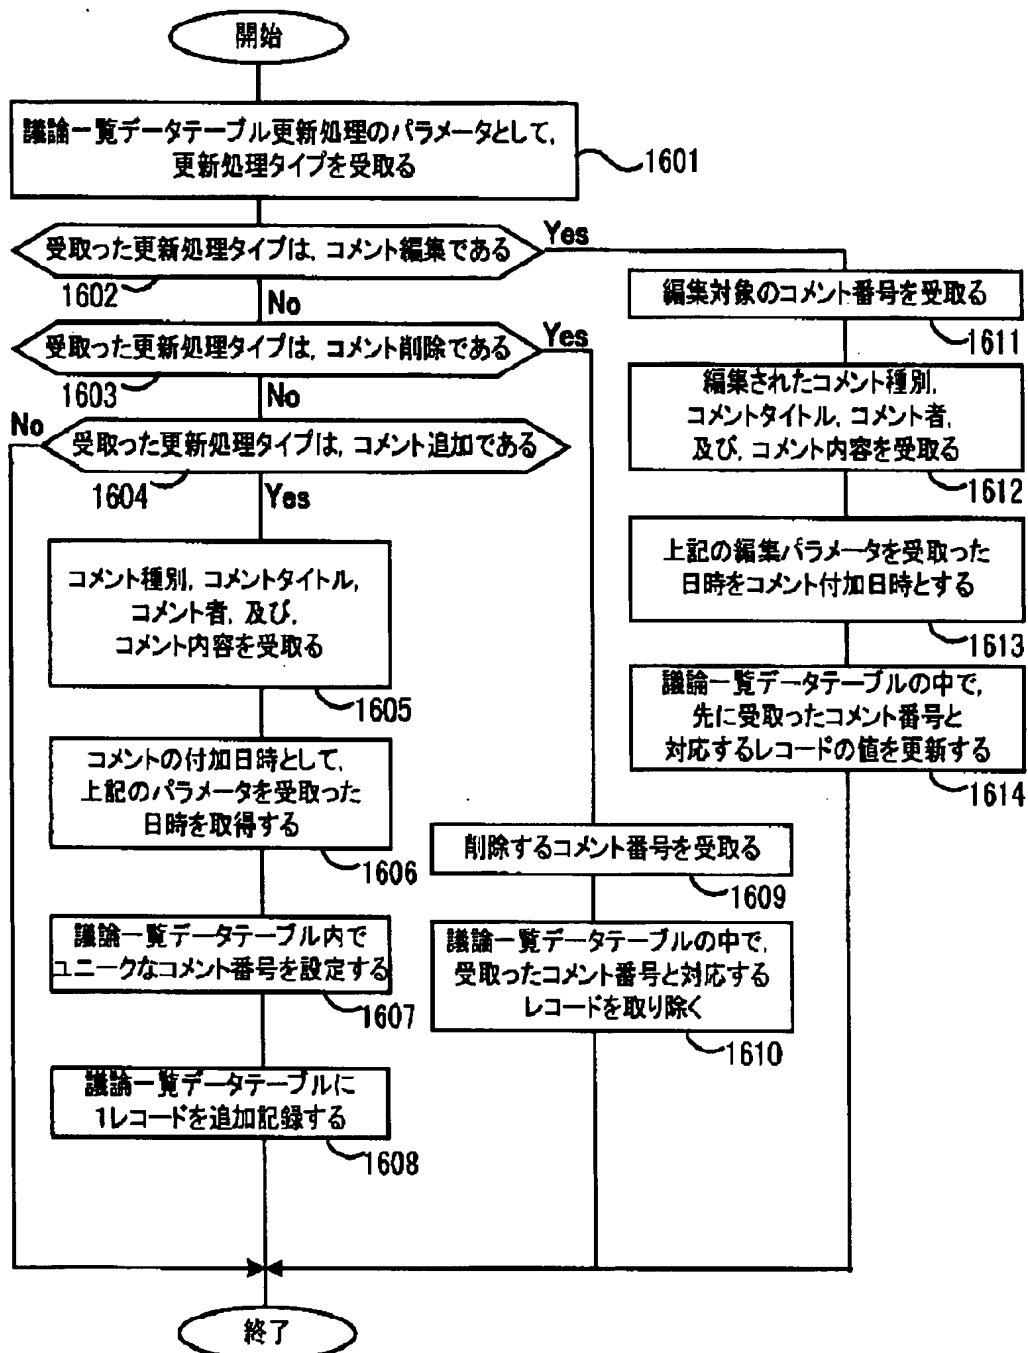 開始
議論一覧データテーブル更新処理のパラメータとして,
更新処理タイプを受取る
1601
受取った更新処理タイプは,コメント編集である
Yes
1602
No
受取った更新処理タイプは,コメント削除である
Yes
1603
No
No
受取った更新処理タイプは,コメント追加である
1604
Yes
コメント種別,コメントタイトル,
コメント者,及び,
コメント内容を受取る
1605
コメントの付加日時として,
上記のパラメータを受取った
日時を取得する
1606
議論一覧データテーブル内で
ユニークなコメント番号を設定する
1607
議論一覧データテーブルに
1レコードを追加記録する
1608
削除するコメント番号を受取る
1609
議論一覧データテーブルの中で,
受取ったコメント番号と対応する
レコードを取り除く
1610
編集対象のコメント番号を受取る
1611
編集されたコメント種別,
コメントタイトル,コメント者,
及び,コメント内容を受取る
1612
上記の編集パラメータを受取った
日時をコメント付加日時とする
1613
議論一覧データテーブルの中で,
先に受取ったコメント番号と
対応するレコードの値を更新する
1614
終了